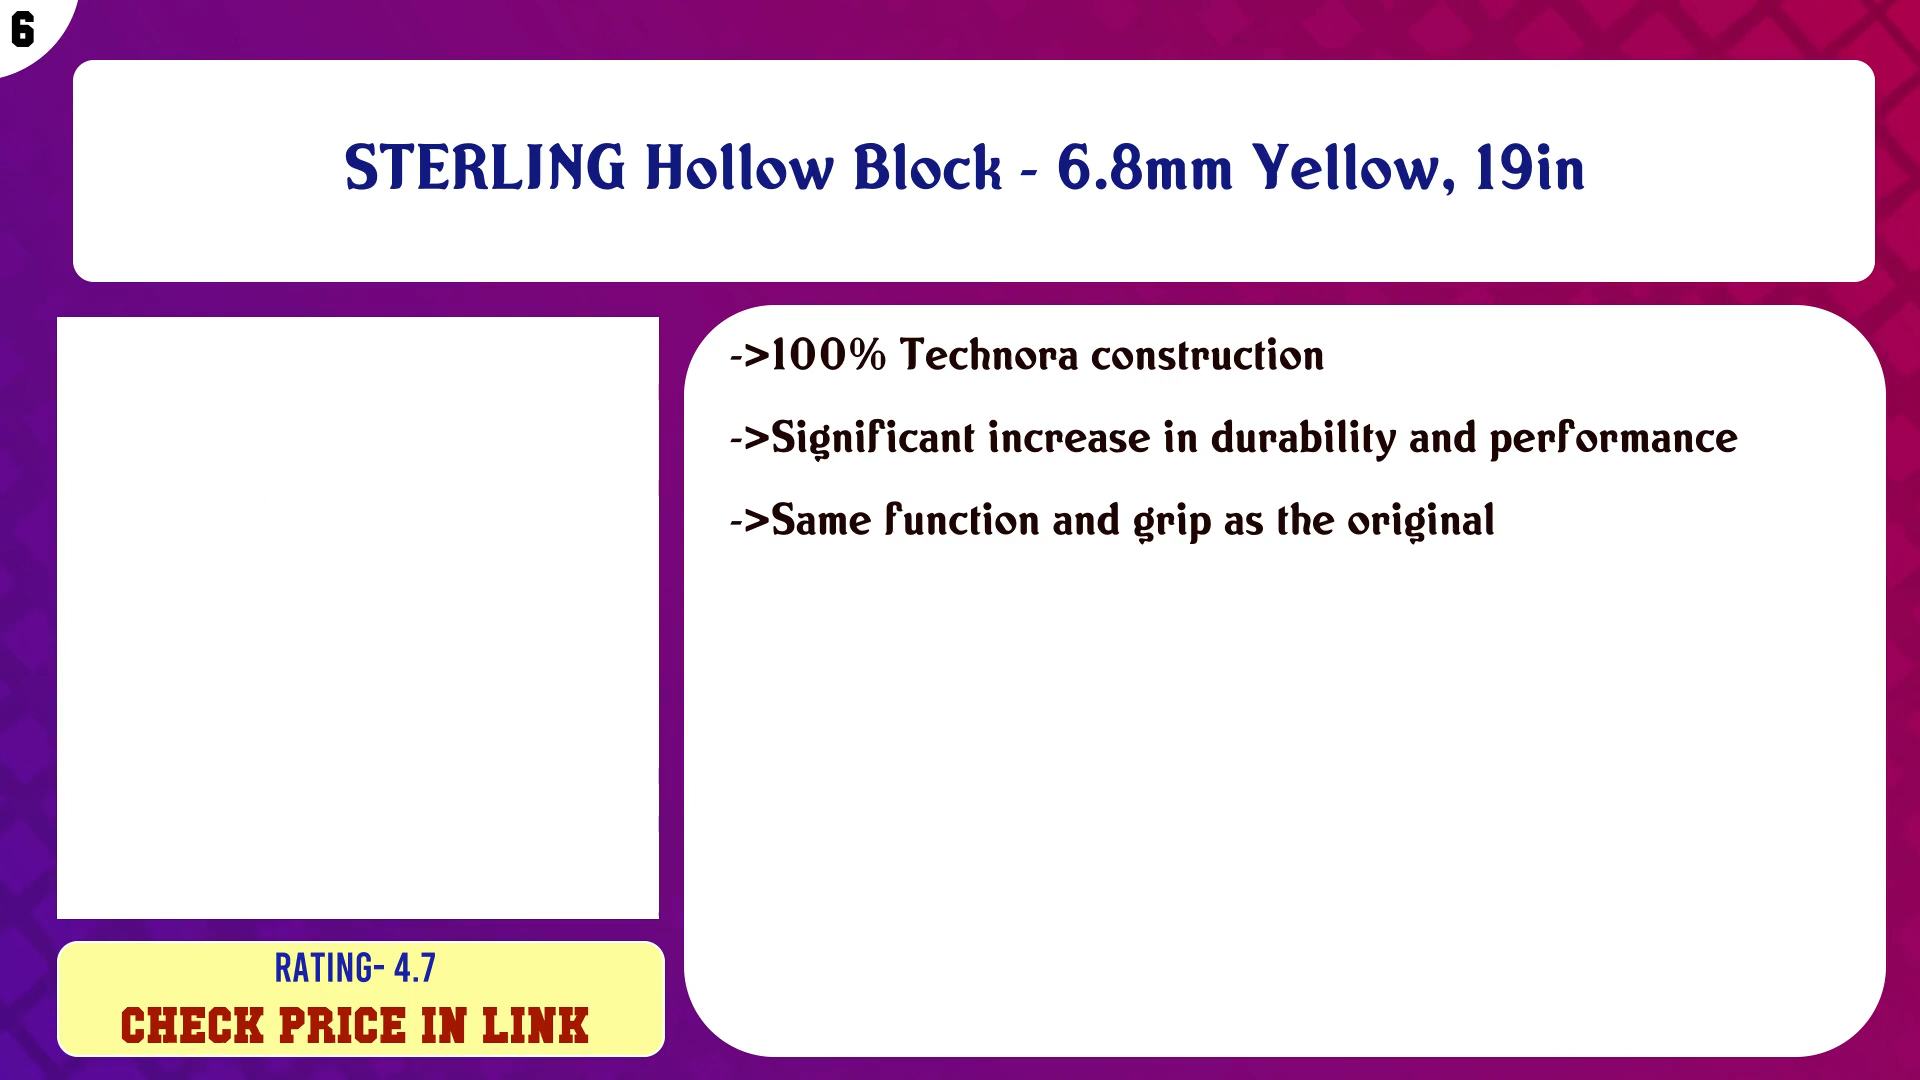 6
STERLING Hollow Block - 6.8mm Yellow, 19in
->100% Technora construction
->Significant increase in durability and performance
->Same function and grip as the original
RATING- 4.7
CHECK PRICE IN LINK